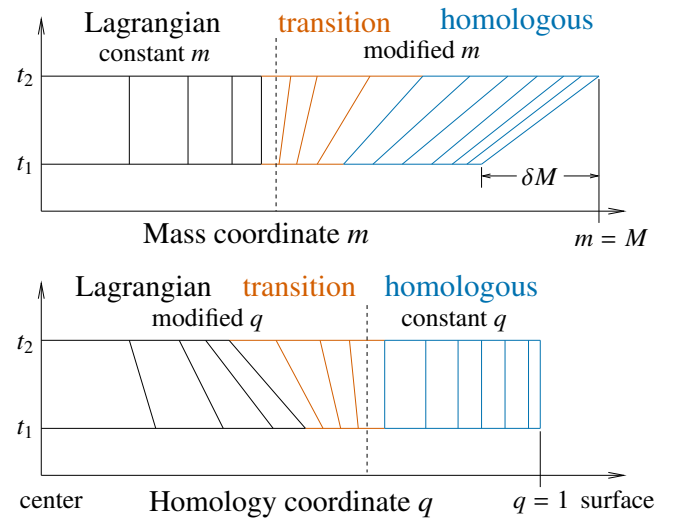 Lagrangian transition homologous
constant m modified m
t2
t1
δM
Mass coordinate m
m = M
Lagrangian transition homologous
modified q constant q
t2
t1
center Homology coordinate q q = 1 surface